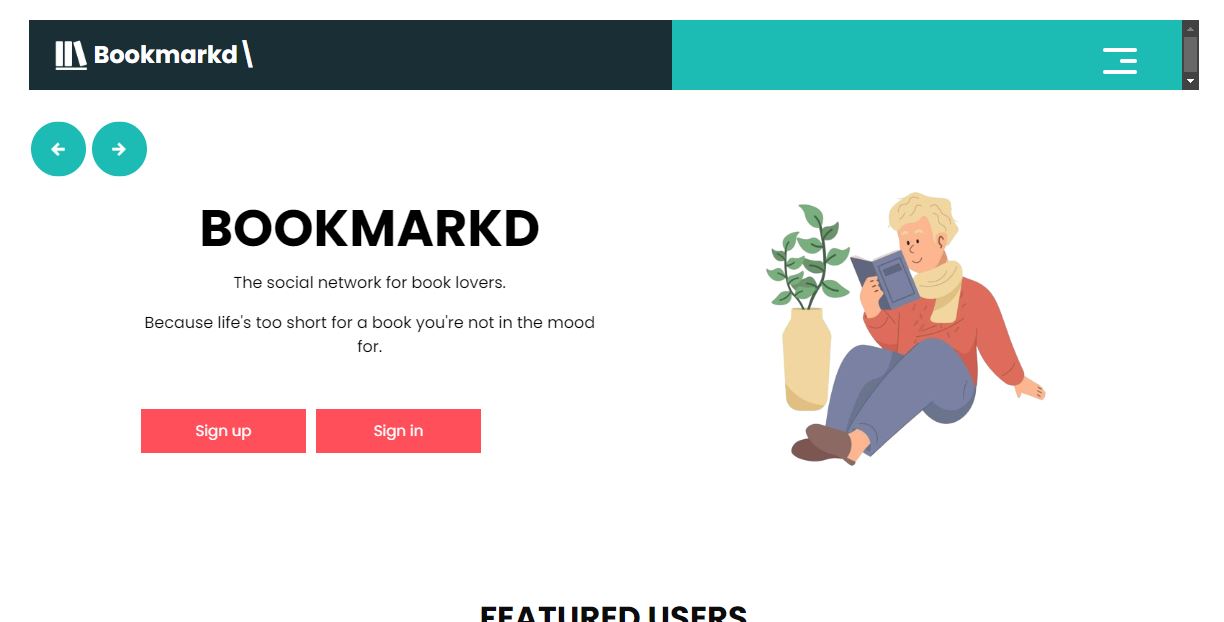 Bookmarkd\
BOOKMARKD
The social network for book lovers.
Because life's too short for a book you're not in the mood
for.
Sign up
Sign in
FEATURED USERS